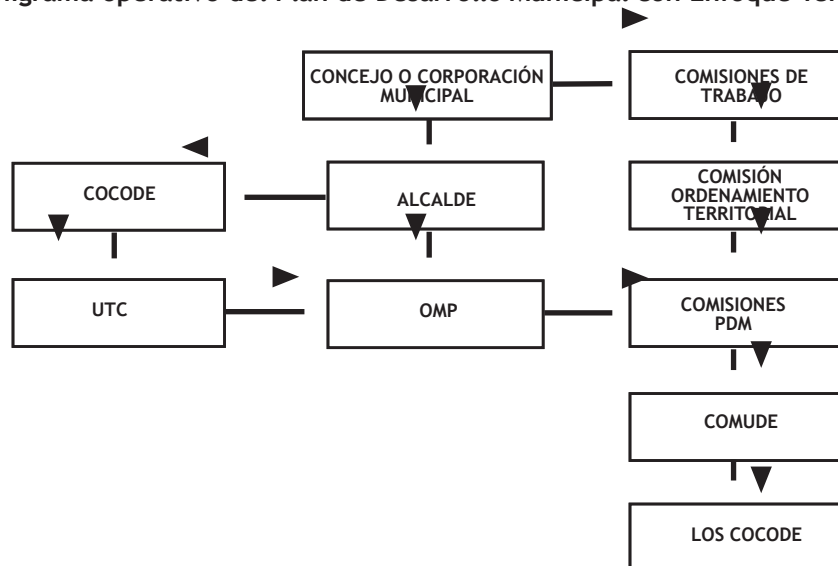 CONCEJO O CORPORACIÓN
MUNICIPAL
COMISIONES DE
TRABAJO
COCODE
ALCALDE
COMISIÓN
ORDENAMIENTO
TERRITORIAL
UTC
OMP
COMISIONES
PDM
COMUDE
LOS COCODE